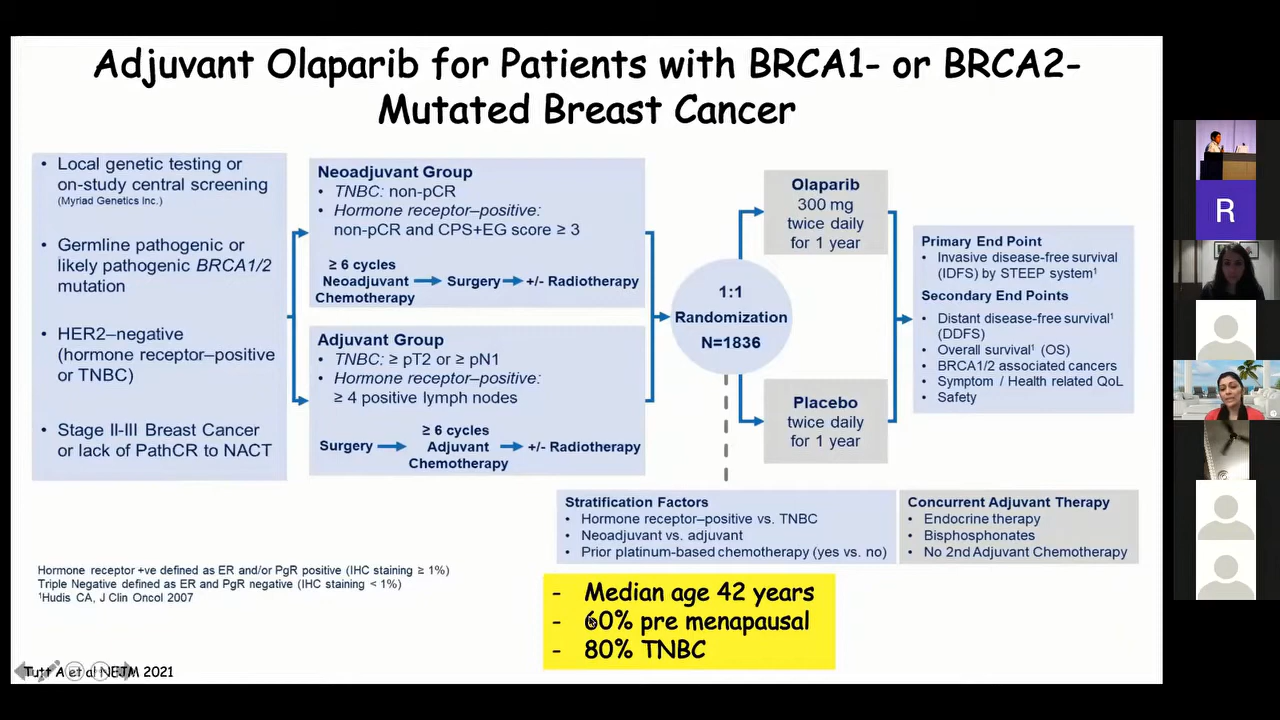 Adjuvant Olaparib for Patients with BRCA1- or BRCA2-
Mutated Breast Cancer
• Local genetic testing or
on-study central screening
(Myriad Genetics Inc.)
• Germline pathogenic or
likely pathogenic BRCA1/2
mutation
• HER2–negative
(hormone receptor–positive
or TNBC)
• Stage II-III Breast Cancer
or lack of PathCR to NACT
Neoadjuvant Group
• TNBC: non-pCR
• Hormone receptor–positive:
non-pCR and CPS+EG score ≥ 3
≥ 6 cycles
Neoadjuvant
Chemotherapy
Surgery
+/- Radiotherapy
Adjuvant Group
• TNBC: ≥ pT2 or ≥ pN1
• Hormone receptor–positive:
≥ 4 positive lymph nodes
Surgery
≥ 6 cycles
Adjuvant
Chemotherapy
+/- Radiotherapy
1:1
Randomization
N=1836
Olaparib
300 mg
twice daily
for 1 year
Placebo
twice daily
for 1 year
Primary End Point
• Invasive disease-free survival
(IDFS) by STEEP system¹
Secondary End Points
• Distant disease-free survival¹
(DDFS)
• Overall survival¹ (OS)
• BRCA1/2 associated cancers
• Symptom / Health related QoL
• Safety
Stratification Factors
• Hormone receptor–positive vs. TNBC
• Neoadjuvant vs. adjuvant
• Prior platinum-based chemotherapy (yes vs. no)
Concurrent Adjuvant Therapy
• Endocrine therapy
• Bisphosphonates
• No 2nd Adjuvant Chemotherapy
Hormone receptor +ve defined as ER and/or PgR positive (IHC staining ≥ 1%)
Triple Negative defined as ER and PgR negative (IHC staining < 1%)
¹Hudis CA, J Clin Oncol 2007
- Median age 42 years
- 60% pre menapausal
- 80% TNBC
Tutt A et al NEJM 2021
R